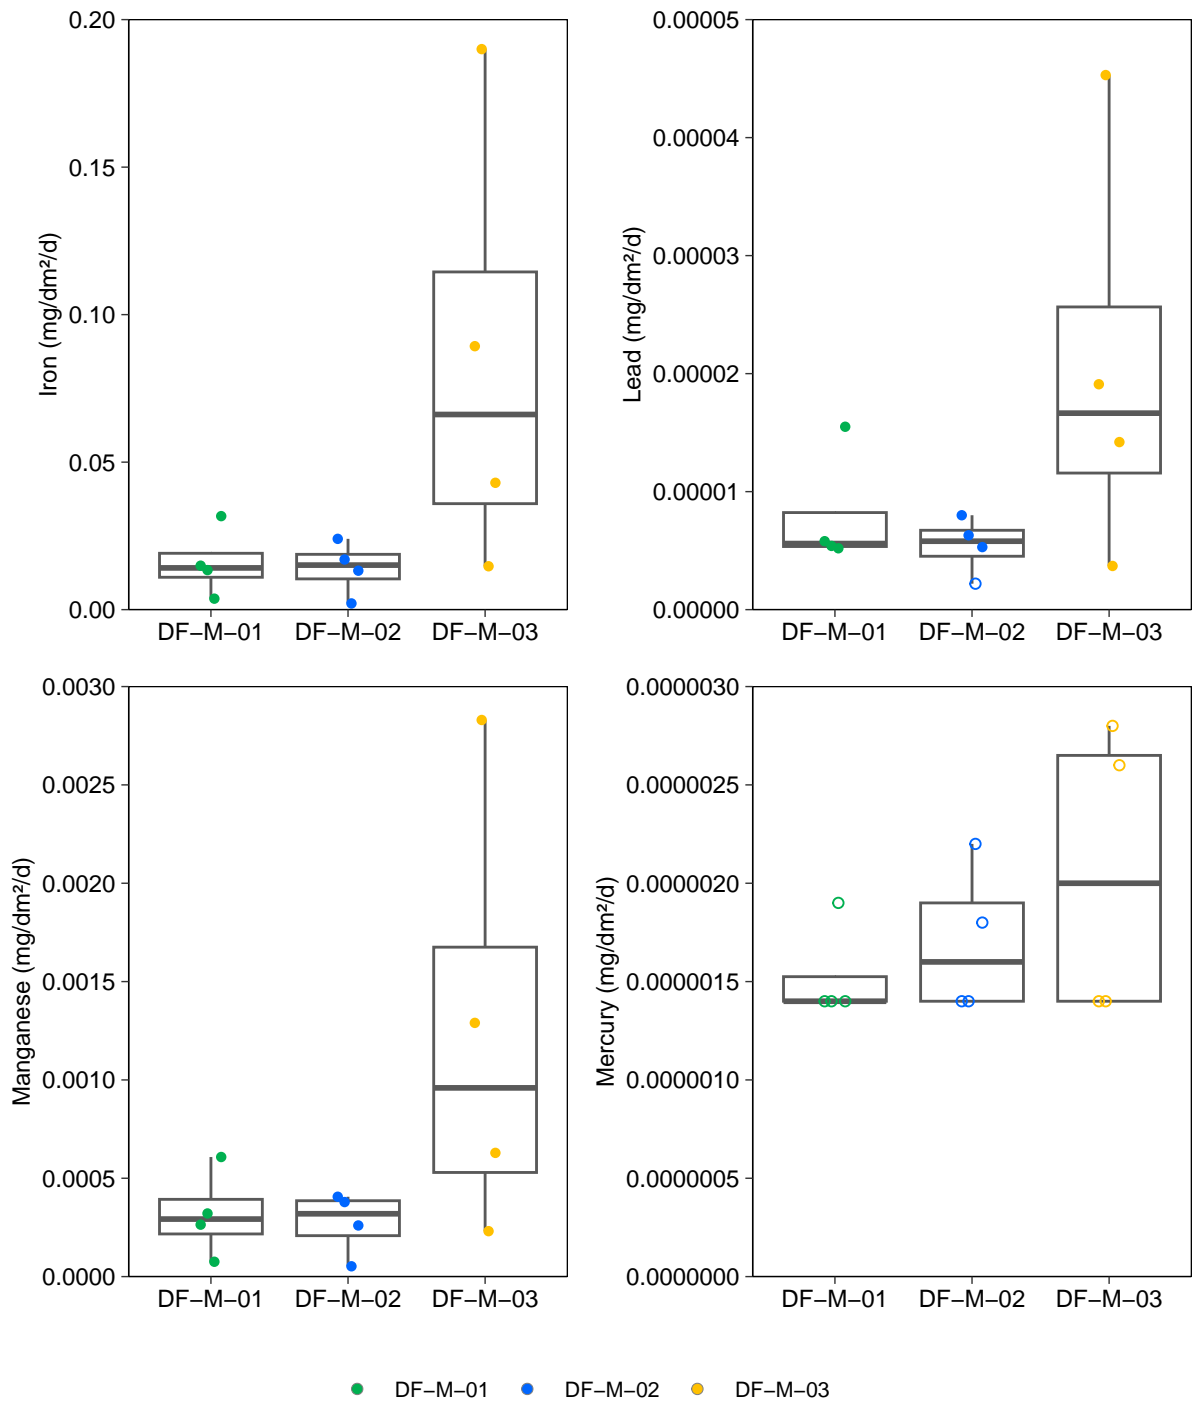 0.20
0.15
0.10
0.05
0.00
Iron (mg/dm²/d)
DF−M−01 DF−M−02 DF−M−03
0.00005
0.00004
0.00003
0.00002
0.00001
0.00000
Lead (mg/dm²/d)
DF−M−01 DF−M−02 DF−M−03
0.0030
0.0025
0.0020
0.0015
0.0010
0.0005
0.0000
Manganese (mg/dm²/d)
DF−M−01 DF−M−02 DF−M−03
0.0000030
0.0000025
0.0000020
0.0000015
0.0000010
0.0000005
0.0000000
Mercury (mg/dm²/d)
DF−M−01 DF−M−02 DF−M−03
DF−M−01 DF−M−02 DF−M−03